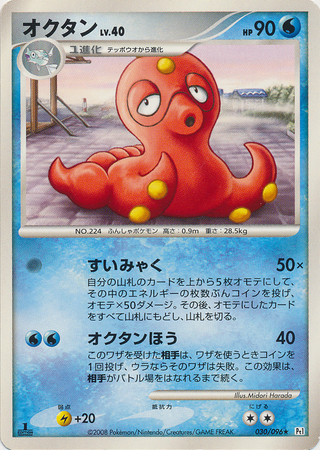 オクタン LV.40
HP 90
1進化 テッポウオから進化
NO.224 ふんしゃポケモン 高さ：0.9m 重さ：28.5kg
すいみゃく 50×
自分の山札のカードを上から5枚オモテにして、
その中のエネルギーの枚数ぶんコインを投げ、
オモテ×50ダメージ。その後、オモテにしたカード
をすべて山札にもどし、山札を切る。
オクタンほう 40
このワザを受けた相手は、ワザを使うときコインを
1回投げ、ウラなら使ったワザは失敗。この効果は、
相手がバトル場をはなれるまで続く。
Illus.Midori Harada
弱点 +20 抵抗力 にげる
1 EDITION
©2008 Pokémon/Nintendo/Creatures/GAME FREAK.
030/096★ Pt1